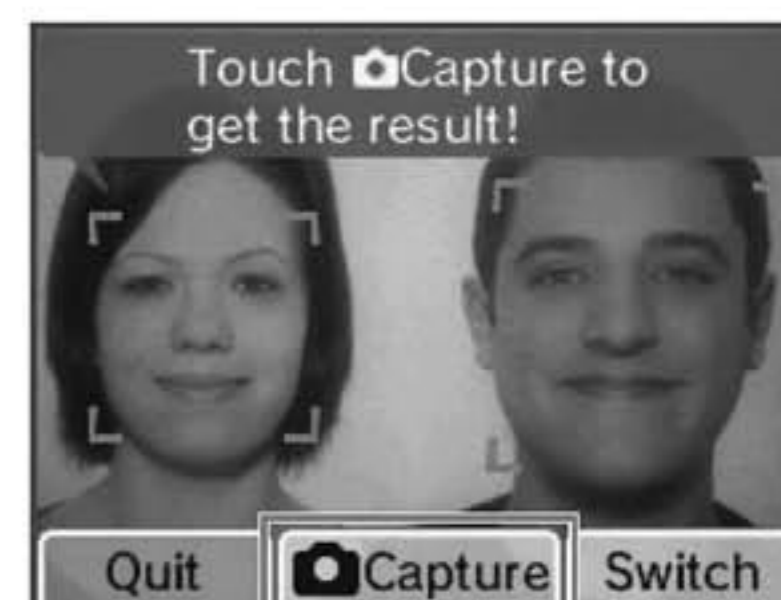 Touch Capture to
get the result!
Quit
Capture
Switch